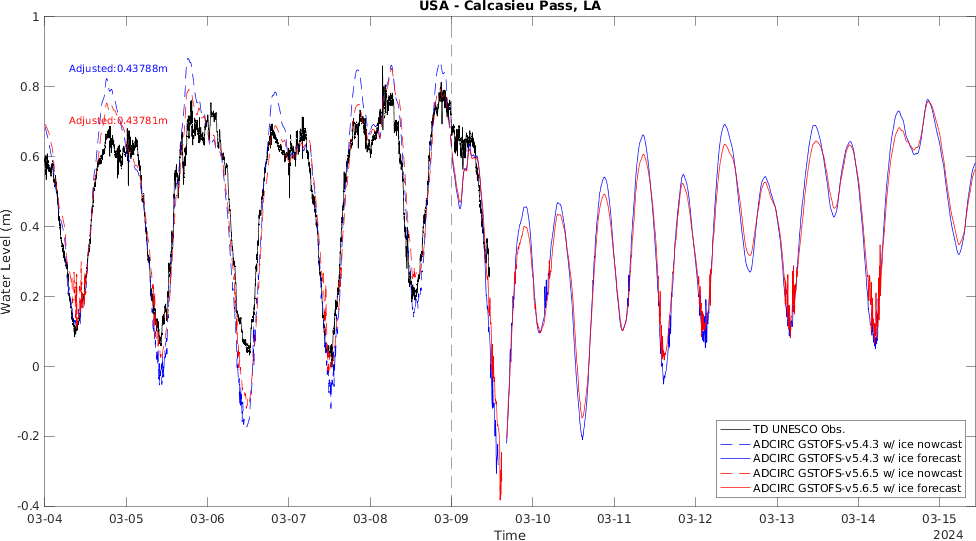 USA - Calcasieu Pass, LA
1
0.8
0.6
0.4
0.2
0
-0.2
-0.4
Water Level (m)
Adjusted:0.43788m
Adjusted:0.43781m
TD UNESCO Obs.
ADCIRC GSTOFS-v5.4.3 w/ ice nowcast
ADCIRC GSTOFS-v5.4.3 w/ ice forecast
ADCIRC GSTOFS-v5.6.5 w/ ice nowcast
ADCIRC GSTOFS-v5.6.5 w/ ice forecast
03-04 03-05 03-06 03-07 03-08 03-09 03-10 03-11 03-12 03-13 03-14 03-15
Time
2024